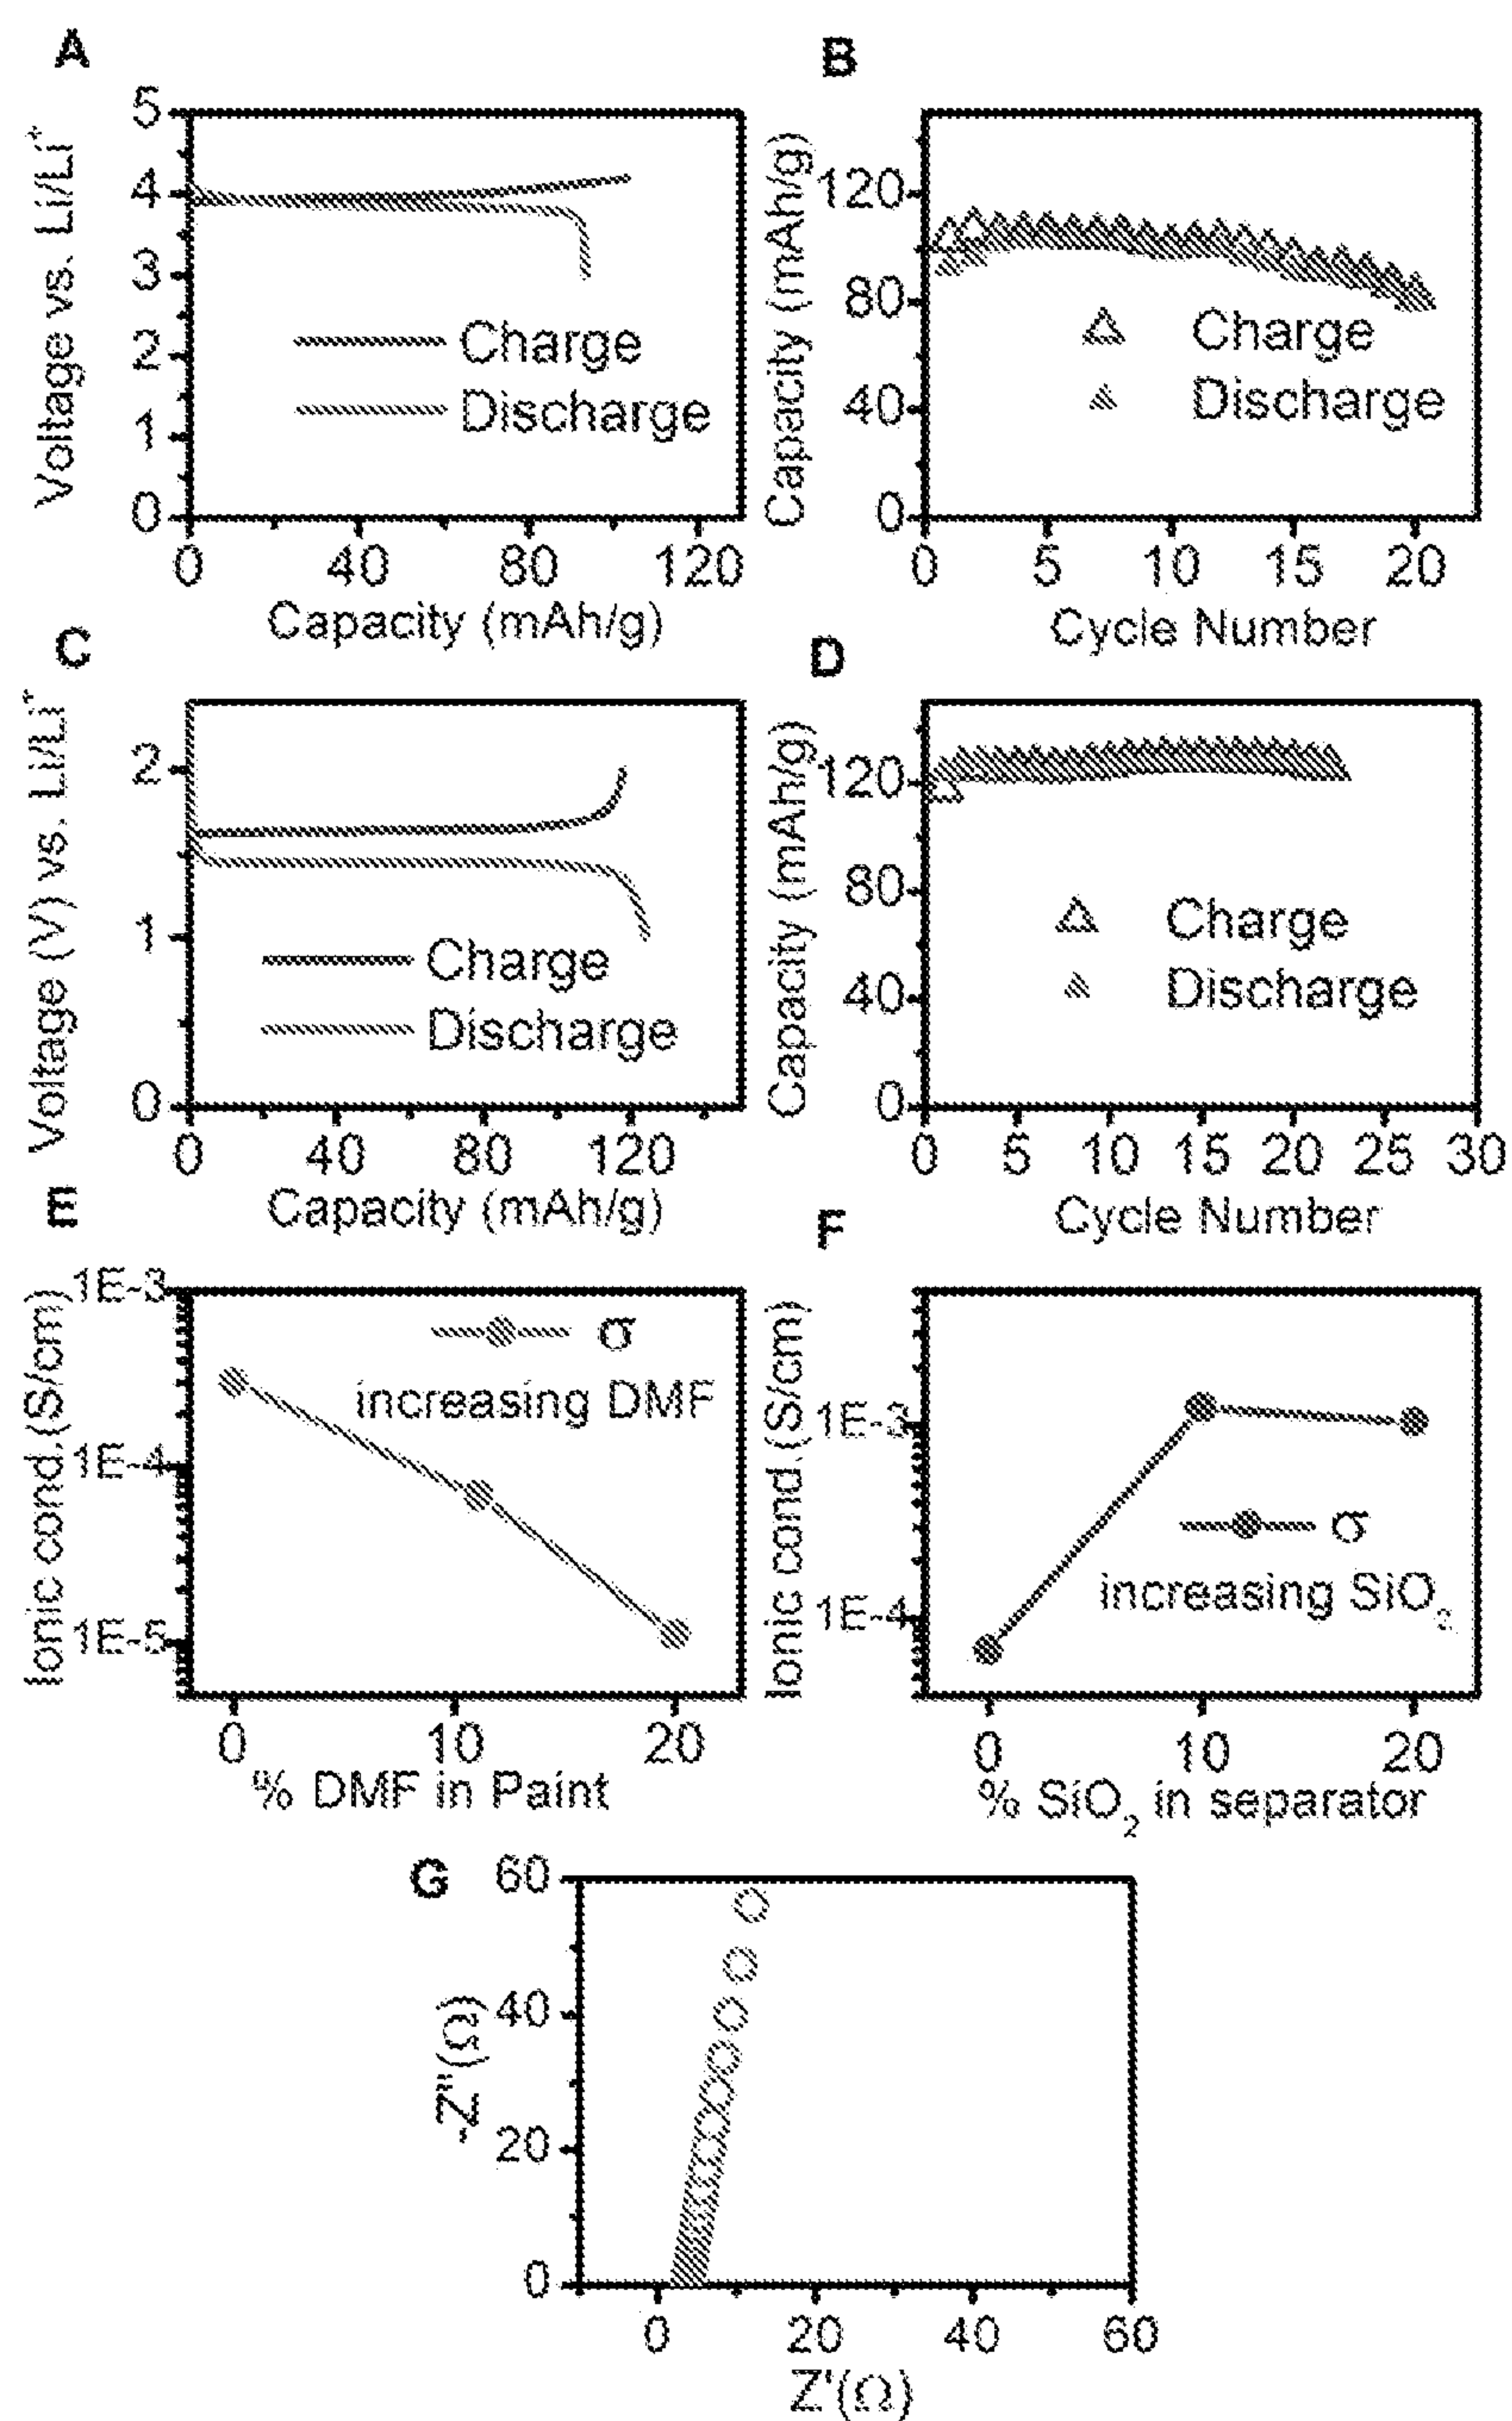 A
Voltage vs. Li/Li⁺
5
4
3
2
1
0
Charge
Discharge
0 40 80 120
Capacity (mAh/g)
B
Capacity (mAh/g)
120
80
40
0
Charge
Discharge
0 5 10 15 20
Cycle Number
C
Voltage (V) vs. Li/Li⁺
2
1
0
Charge
Discharge
0 40 80 120
Capacity (mAh/g)
D
Capacity (mAh/g)
120
80
40
0
Charge
Discharge
0 5 10 15 20 25 30
Cycle Number
E
Ionic cond.(S/cm)
1E-3
1E-4
1E-5
σ
increasing DMF
0 10 20
% DMF in Paint
F
Ionic cond.(S/cm)
1E-3
1E-4
σ
increasing SiO₂
0 10 20
% SiO₂ in separator
G
-Z"(Ω)
60
40
20
0
0 20 40 60
Z'(Ω)